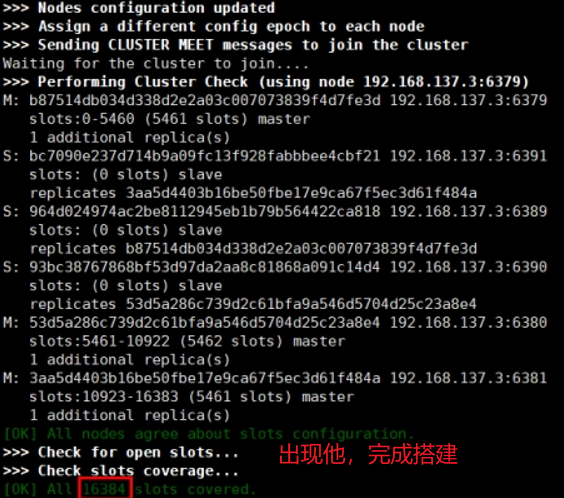 >>> Nodes configuration updated
>>> Assign a different config epoch to each node
>>> Sending CLUSTER MEET messages to join the cluster
Waiting for the cluster to join....
>>> Performing Cluster Check (using node 192.168.137.3:6379)
M: b87514db034d338d2e2a03c007073839f4d7fe3d 192.168.137.3:6379
slots:0-5460 (5461 slots) master
1 additional replica(s)
S: bc7090e237d714b9a09fc13f928fabbbee4cbf21 192.168.137.3:6391
slots: (0 slots) slave
replicates 3aa5d4403b16be50fbe17e9ca67f5ec3d61f484a
S: 964d024974ac2be8112945eb1b79b564422ca818 192.168.137.3:6389
slots: (0 slots) slave
replicates b87514db034d338d2e2a03c007073839f4d7fe3d
S: 93bc38767868bf53d97da2aa8c81868a091c14d4 192.168.137.3:6390
slots: (0 slots) slave
replicates 53d5a286c739d2c61bfa9a546d5704d25c23a8e4
M: 53d5a286c739d2c61bfa9a546d5704d25c23a8e4 192.168.137.3:6380
slots:5461-10922 (5462 slots) master
1 additional replica(s)
M: 3aa5d4403b16be50fbe17e9ca67f5ec3d61f484a 192.168.137.3:6381
slots:10923-16383 (5461 slots) master
1 additional replica(s)
[OK] All nodes agree about slots configuration.
>>> Check for open slots...
出现他，完成搭建
>>> Check slots coverage...
[OK] All 16384 slots covered.